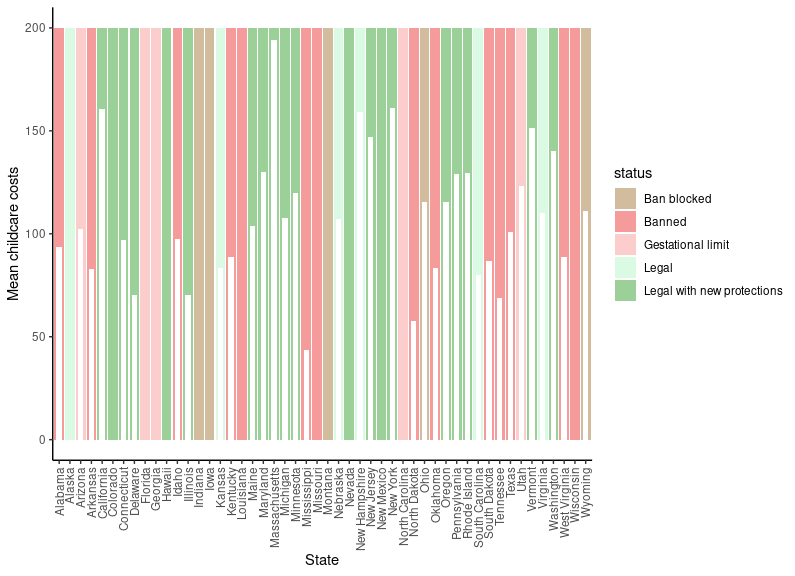 200
150
100
50
0
Mean childcare costs
Alabama
Alaska
Arizona
Arkansas
California
Colorado
Connecticut
Delaware
Florida
Georgia
Hawaii
Idaho
Illinois
Indiana
Iowa
Kansas
Kentucky
Louisiana
Maine
Maryland
Massachusetts
Michigan
Minnesota
Mississippi
Missouri
Montana
Nebraska
Nevada
New Hampshire
New Jersey
New Mexico
New York
North Carolina
North Dakota
Ohio
Oklahoma
Oregon
Pennsylvania
Rhode Island
South Carolina
South Dakota
Tennessee
Texas
Utah
Vermont
Virginia
Washington
West Virginia
Wisconsin
Wyoming
State
status
Ban blocked
Banned
Gestational limit
Legal
Legal with new protections